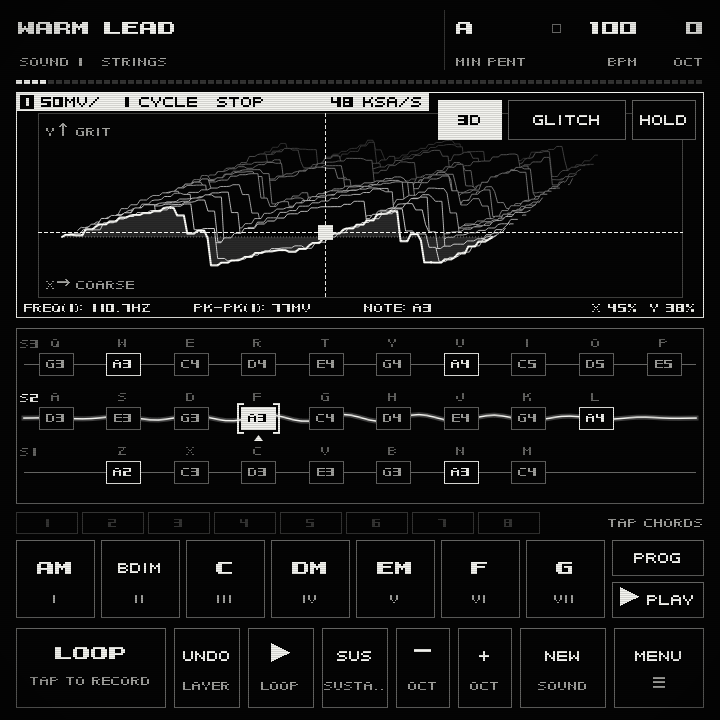 WARM LEAD A 100 0
SOUND 1 STRINGS MIN PENT BPM OCT
1 50MV/ 1 CYCLE STOP 48 KSA/S 3D GLITCH HOLD
Y↑ GRIT
X→ COARSE
FREQ(1): 110.7HZ PK-PK(1): 77MV NOTE: A3 X 45% Y 38%
S3 Q W E R T Y U I O P
G3 A3 C4 D4 E4 G4 A4 C5 D5 E5
S2 A S D F G H J K L
D3 E3 G3 A3 C4 D4 E4 G4 A4
S1 Z X C V B N M
A2 C3 D3 E3 G3 A3 C4
1 2 3 4 5 6 7 8 TAP CHORDS
AM BDIM C DM EM F G PROG
I II III IV V VI VII ▶ PLAY
LOOP UNDO ▶ SUS − + NEW MENU
TAP TO RECORD LAYER LOOP SUSTA.. OCT OCT SOUND ☰